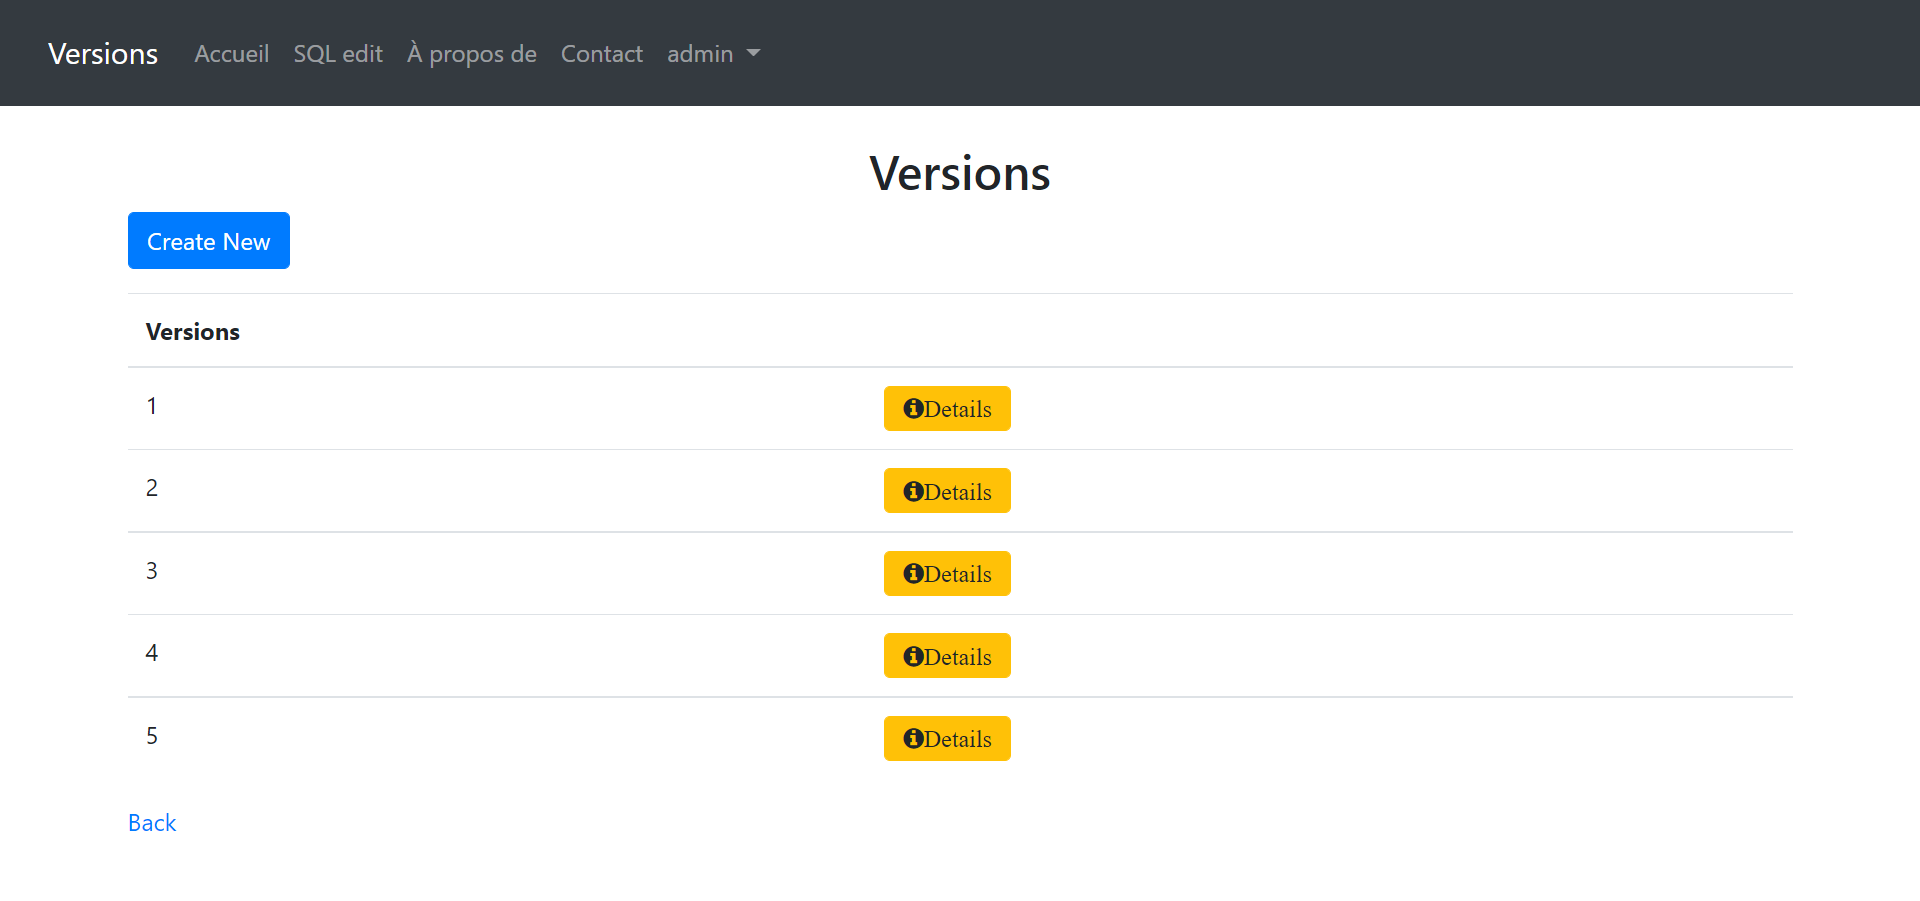 Versions Accueil SQL edit À propos de Contact admin
Versions
Create New
Versions
1 Details
2 Details
3 Details
4 Details
5 Details
Back